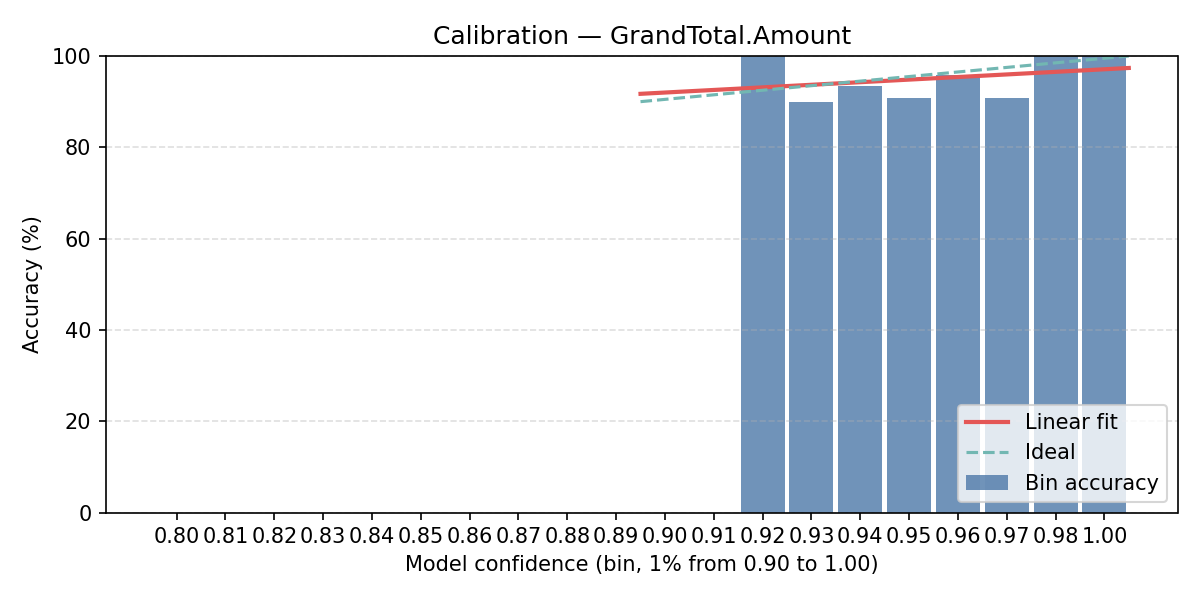 Calibration — GrandTotal.Amount
Accuracy (%)
100
80
60
40
20
0
Linear fit
Ideal
Bin accuracy
0.80 0.81 0.82 0.83 0.84 0.85 0.86 0.87 0.88 0.89 0.90 0.91 0.92 0.93 0.94 0.95 0.96 0.97 0.98 1.00
Model confidence (bin, 1% from 0.90 to 1.00)